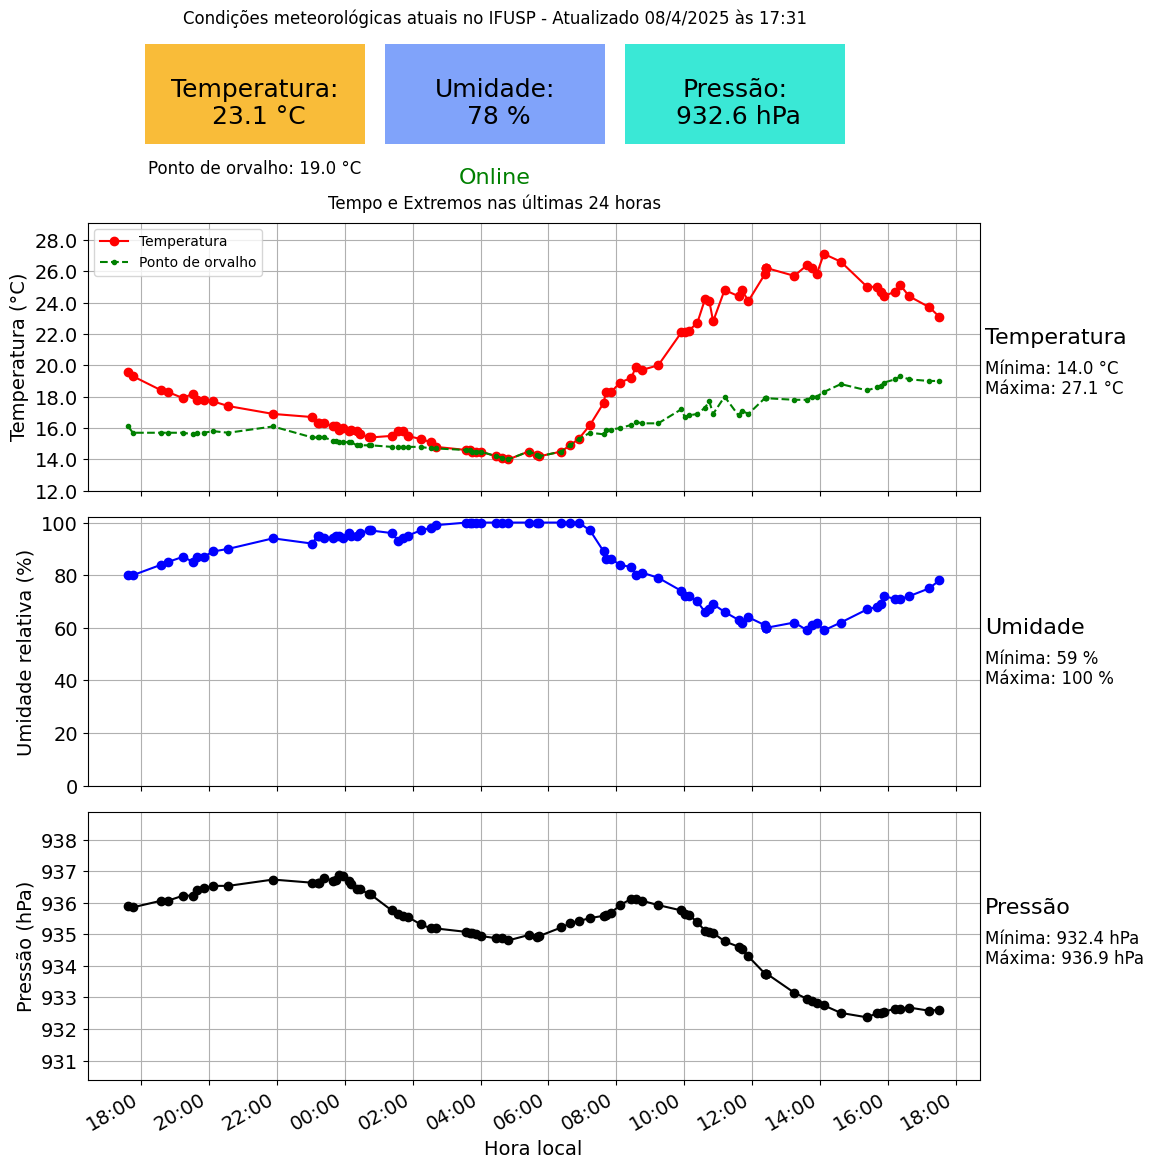 Condições meteorológicas atuais no IFUSP - Atualizado 08/4/2025 às 17:31
Temperatura:
23.1 °C
Umidade:
78 %
Pressão:
932.6 hPa
Ponto de orvalho: 19.0 °C
Online
Tempo e Extremos nas últimas 24 horas
Temperatura (°C)
28.0
26.0
24.0
22.0
20.0
18.0
16.0
14.0
12.0
Temperatura
Ponto de orvalho
Temperatura
Mínima: 14.0 °C
Máxima: 27.1 °C
Umidade relativa (%)
100
80
60
40
20
0
Umidade
Mínima: 59 %
Máxima: 100 %
Pressão (hPa)
938
937
936
935
934
933
932
931
Pressão
Mínima: 932.4 hPa
Máxima: 936.9 hPa
18:00 20:00 22:00 00:00 02:00 04:00 06:00 08:00 10:00 12:00 14:00 16:00 18:00
Hora local